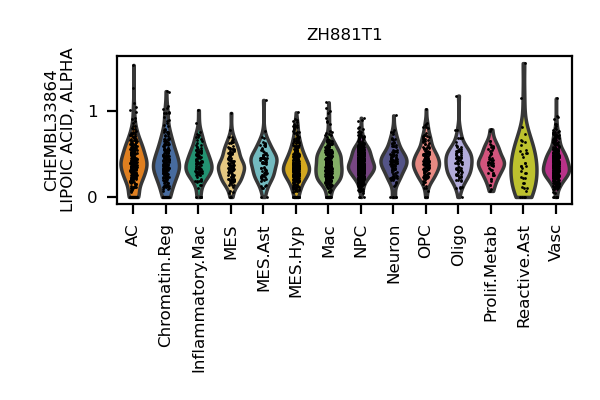 ZH881T1
CHEMBL33864
LIPOIC ACID, ALPHA
1
0
AC
Chromatin.Reg
Inflammatory.Mac
MES
MES.Ast
MES.Hyp
Mac
NPC
Neuron
OPC
Oligo
Prolif.Metab
Reactive.Ast
Vasc